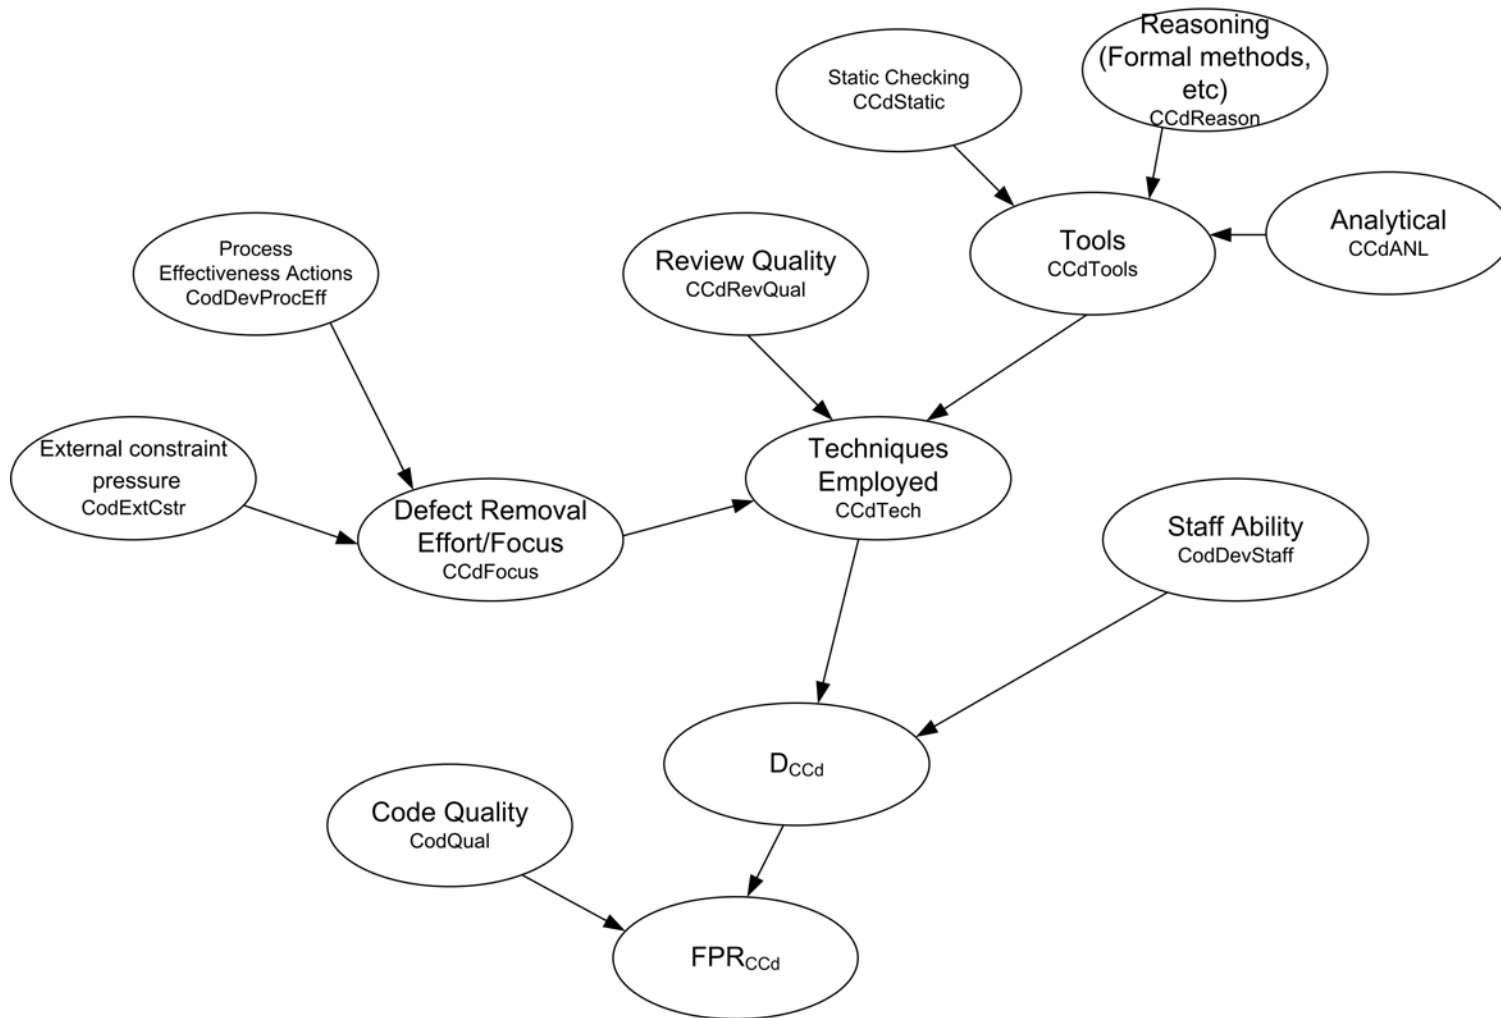 Reasoning
(Formal methods,
etc)
CCdReason
Static Checking
CCdStatic
Analytical
CCdANL
Tools
CCdTools
Process
Effectiveness Actions
CodDevProcEff
Review Quality
CCdRevQual
External constraint
pressure
CodExtCstr
Techniques
Employed
CCdTech
Defect Removal
Effort/Focus
CCdFocus
Staff Ability
CodDevStaff
DCCd
Code Quality
CodQual
FPRCCd